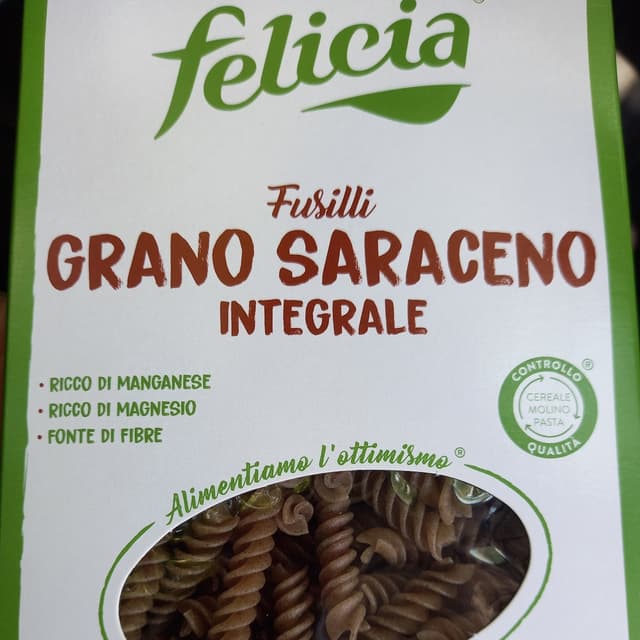 felicia
Fusilli
GRANO SARACENO
INTEGRALE
• RICCO DI MANGANESE
• RICCO DI MAGNESIO
• FONTE DI FIBRE
CONTROLLO ®
CEREALE
MOLINO
PASTA
QUALITÀ
Alimentiamo l'ottimismo ®